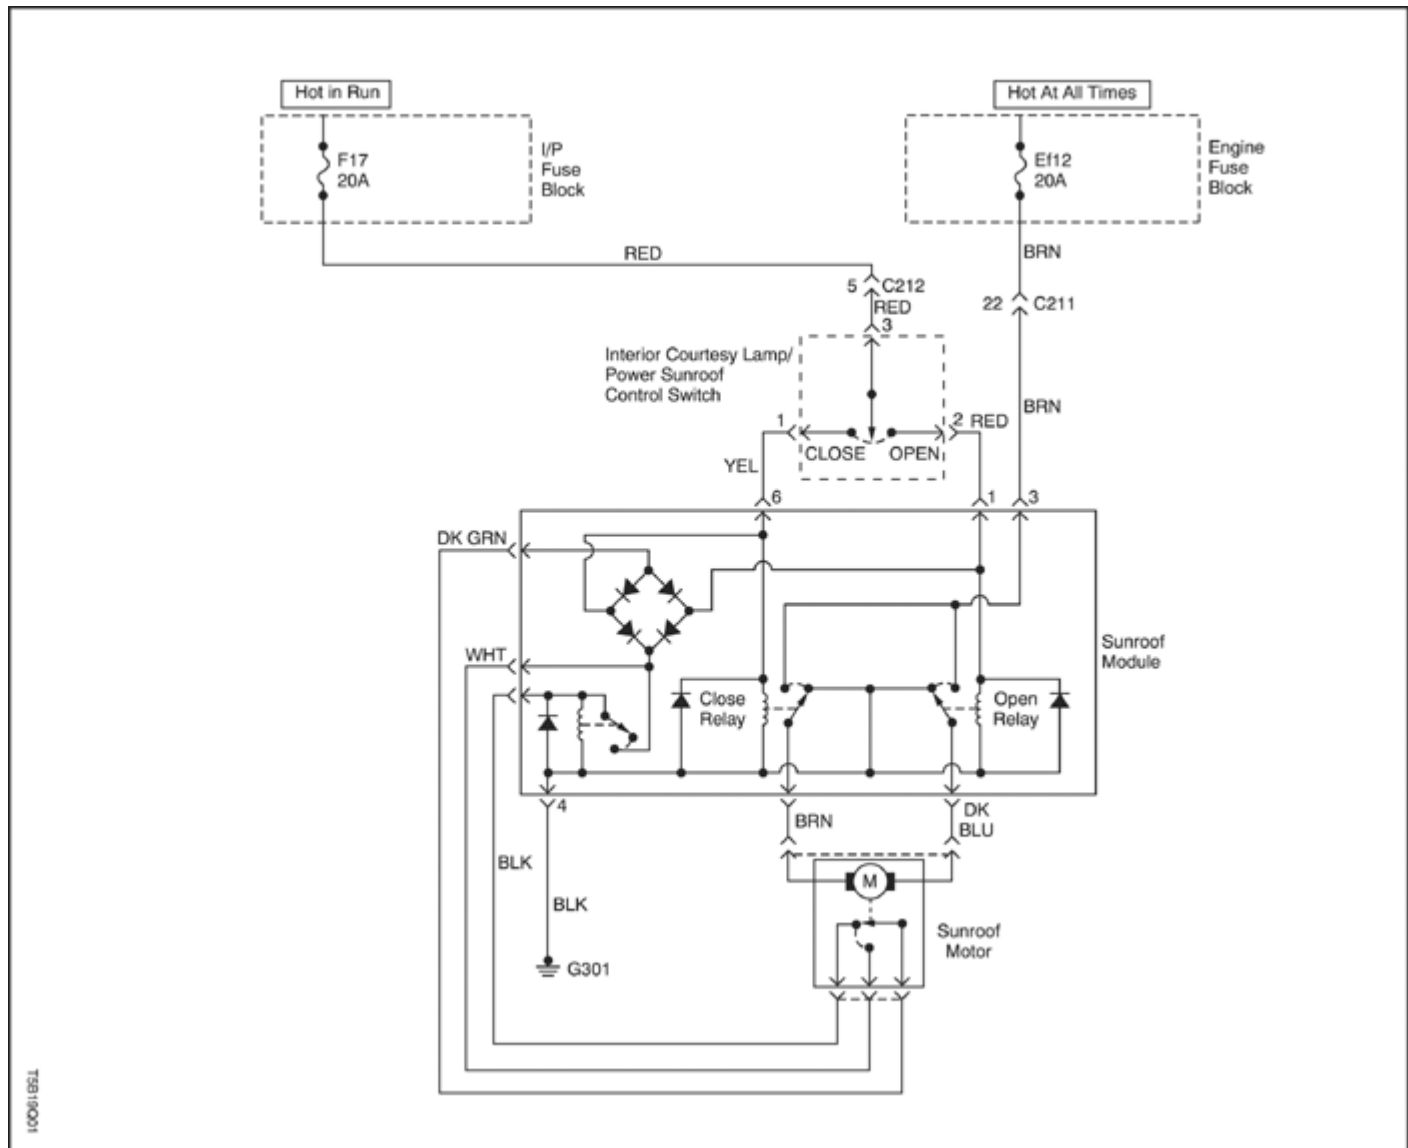 Hot in Run
Hot At All Times
F17
20A
I/P
Fuse
Block
Ef12
20A
Engine
Fuse
Block
RED
BRN
5
C212
22
C211
RED
3
Interior Courtesy Lamp/
Power Sunroof
Control Switch
BRN
1
2
RED
CLOSE
OPEN
YEL
6
1
3
DK GRN
WHT
Sunroof
Module
Close
Relay
Open
Relay
4
BRN
DK
BLU
BLK
BLK
M
Sunroof
Motor
G301
T5B19Q01